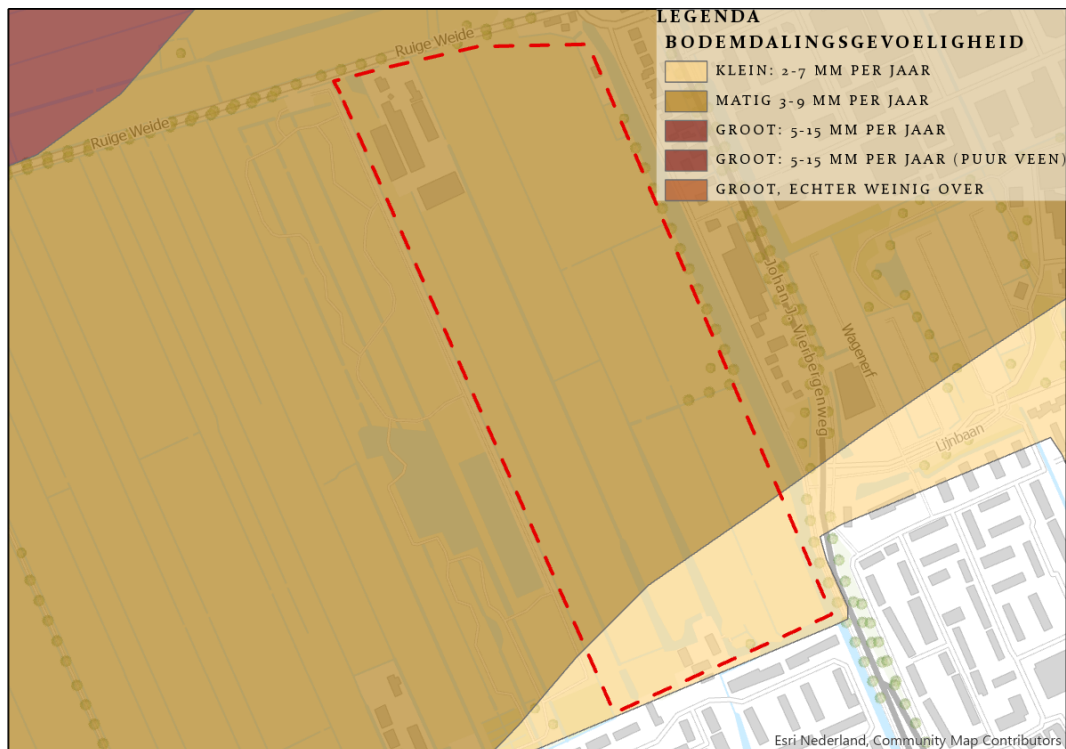 LEGENDA
BODEMDALINGSGEVOELIGHEID
KLEIN: 2-7 MM PER JAAR
MATIG 3-9 MM PER JAAR
GROOT: 5-15 MM PER JAAR
GROOT: 5-15 MM PER JAAR (PUUR VEEN)
GROOT, ECHTER WEINIG OVER
Ruige Weide
Ruige Weide
Johan J. Vierbergenweg
Wagenerf
Lijnbaan
Esri Nederland, Community Map Contributors